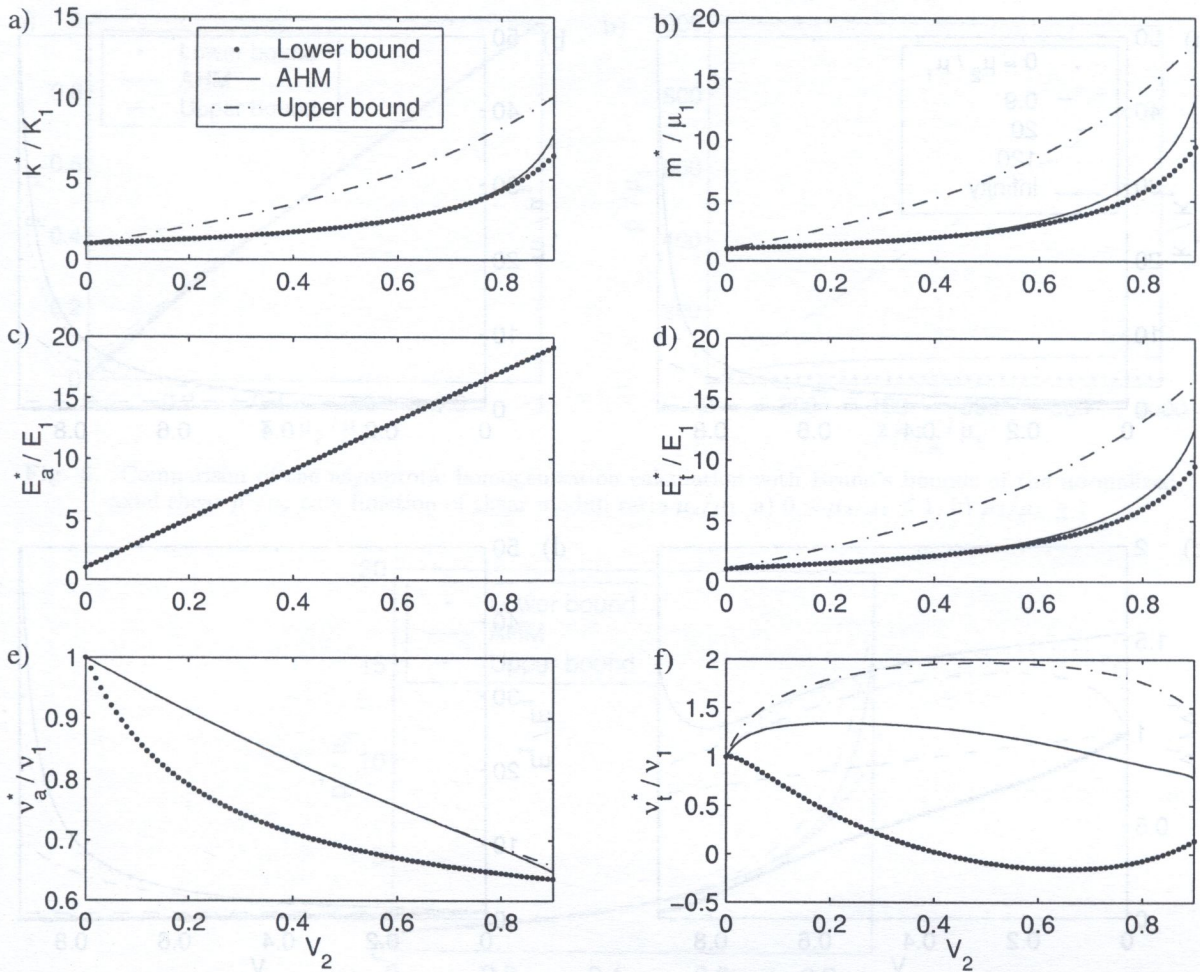 a)
Lower bound
AHM
Upper bound
k* / K1
15
10
5
0
0 0.2 0.4 0.6 0.8
b)
m* / μ1
20
15
10
5
0
0 0.2 0.4 0.6 0.8
c)
E*a / E1
20
15
10
5
0
0 0.2 0.4 0.6 0.8
d)
E*t / E1
20
15
10
5
0
0 0.2 0.4 0.6 0.8
e)
ν*a / ν1
1
0.9
0.8
0.7
0.6
0 0.2 0.4 0.6 0.8
V2
f)
ν*t / ν1
2
1.5
1
0.5
0
−0.5
0 0.2 0.4 0.6 0.8
V2